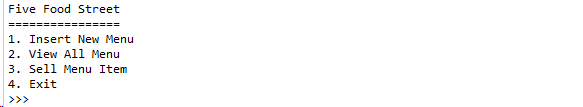 Five Food Street
================
1. Insert New Menu
2. View All Menu
3. Sell Menu Item
4. Exit
>>>